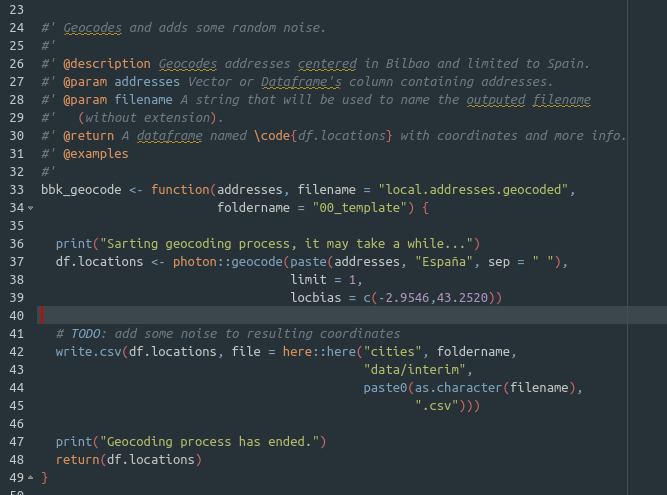 23
24 #' Geocodes and adds some random noise.
25 #'
26 #' @description Geocodes addresses centered in Bilbao and limited to Spain.
27 #' @param addresses Vector or Dataframe's column containing addresses.
28 #' @param filename A string that will be used to name the outputed filename
29 #'   (without extension).
30 #' @return A dataframe named \code{df.locations} with coordinates and more info.
31 #' @examples
32 #'
33 bbk_geocode <- function(addresses, filename = "local.addresses.geocoded",
34                         foldername = "00_template") {
35
36   print("Sarting geocoding process, it may take a while...")
37   df.locations <- photon::geocode(paste(addresses, "España", sep = " "),
38                                   limit = 1,
39                                   locbias = c(-2.9546,43.2520))
40
41   # TODO: add some noise to resulting coordinates
42   write.csv(df.locations, file = here::here("cities", foldername,
43                                             "data/interim",
44                                             paste0(as.character(filename),
45                                                    ".csv")))
46
47   print("Geocoding process has ended.")
48   return(df.locations)
49 }
50